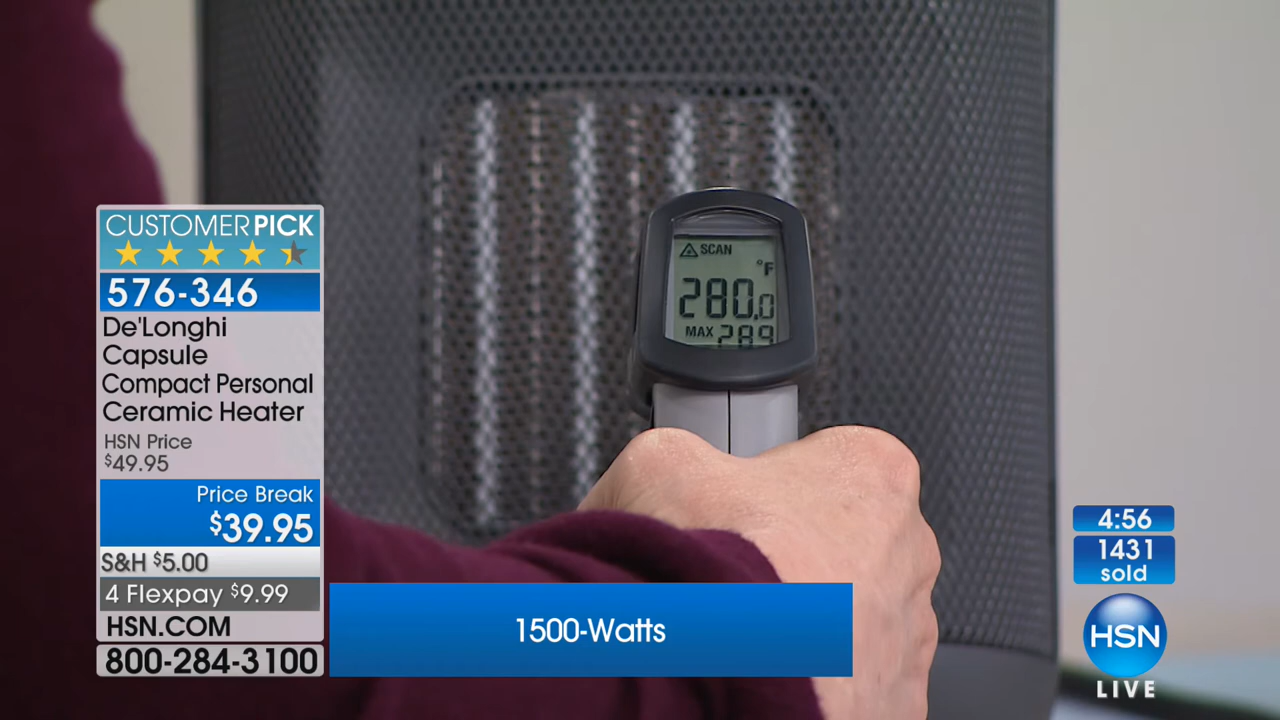 CUSTOMER PICK
576-346
De'Longhi
Capsule
Compact Personal
Ceramic Heater
HSN Price
$49.95
Price Break
$39.95
S&H $5.00
4 Flexpay $9.99
HSN.COM
800-284-3100
SCAN
°F
280.0
MAX 289
1500-Watts
4:56
1431
sold
HSN
LIVE